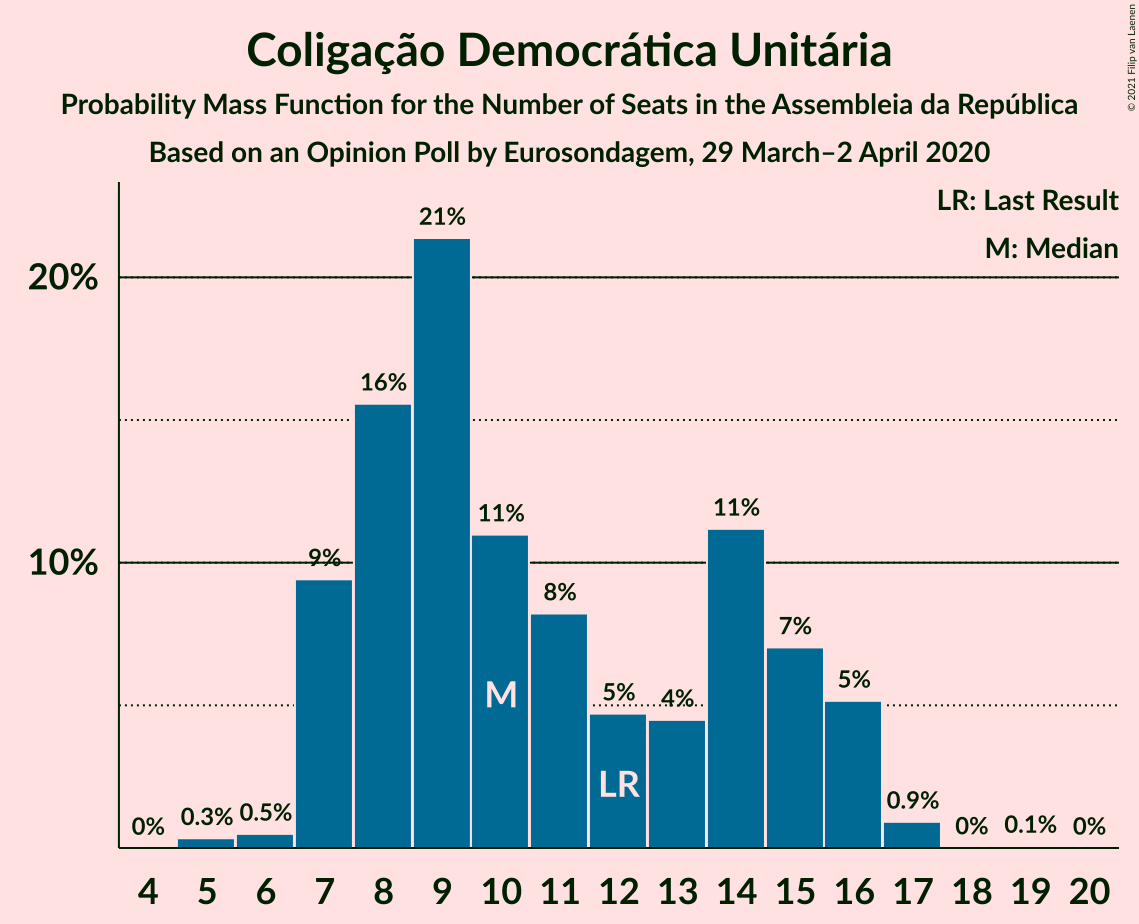 Coligação Democrática Unitária
Probability Mass Function for the Number of Seats in the Assembleia da República
Based on an Opinion Poll by Eurosondagem, 29 March–2 April 2020
© 2021 Filip van Laenen
LR: Last Result
M: Median
20%
10%
0%
0.3%
0.5%
9%
16%
21%
11%
8%
5%
4%
11%
7%
5%
0.9%
0%
0.1%
0%
M
LR
4 5 6 7 8 9 10 11 12 13 14 15 16 17 18 19 20